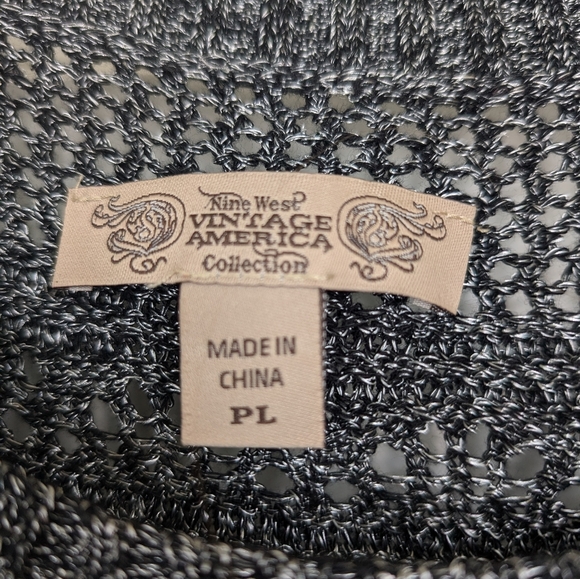 Nine West
VINTAGE
AMERICA
Collection
MADE IN
CHINA
PL